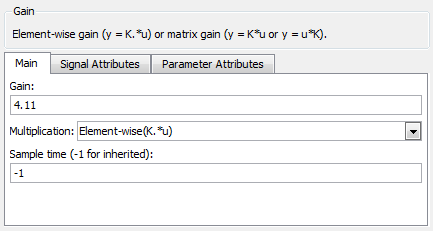 Gain
Element-wise gain (y = K.*u) or matrix gain (y = K*u or y = u*K).
Main Signal Attributes Parameter Attributes
Gain:
4.11
Multiplication: Element-wise(K.*u)
Sample time (-1 for inherited):
-1